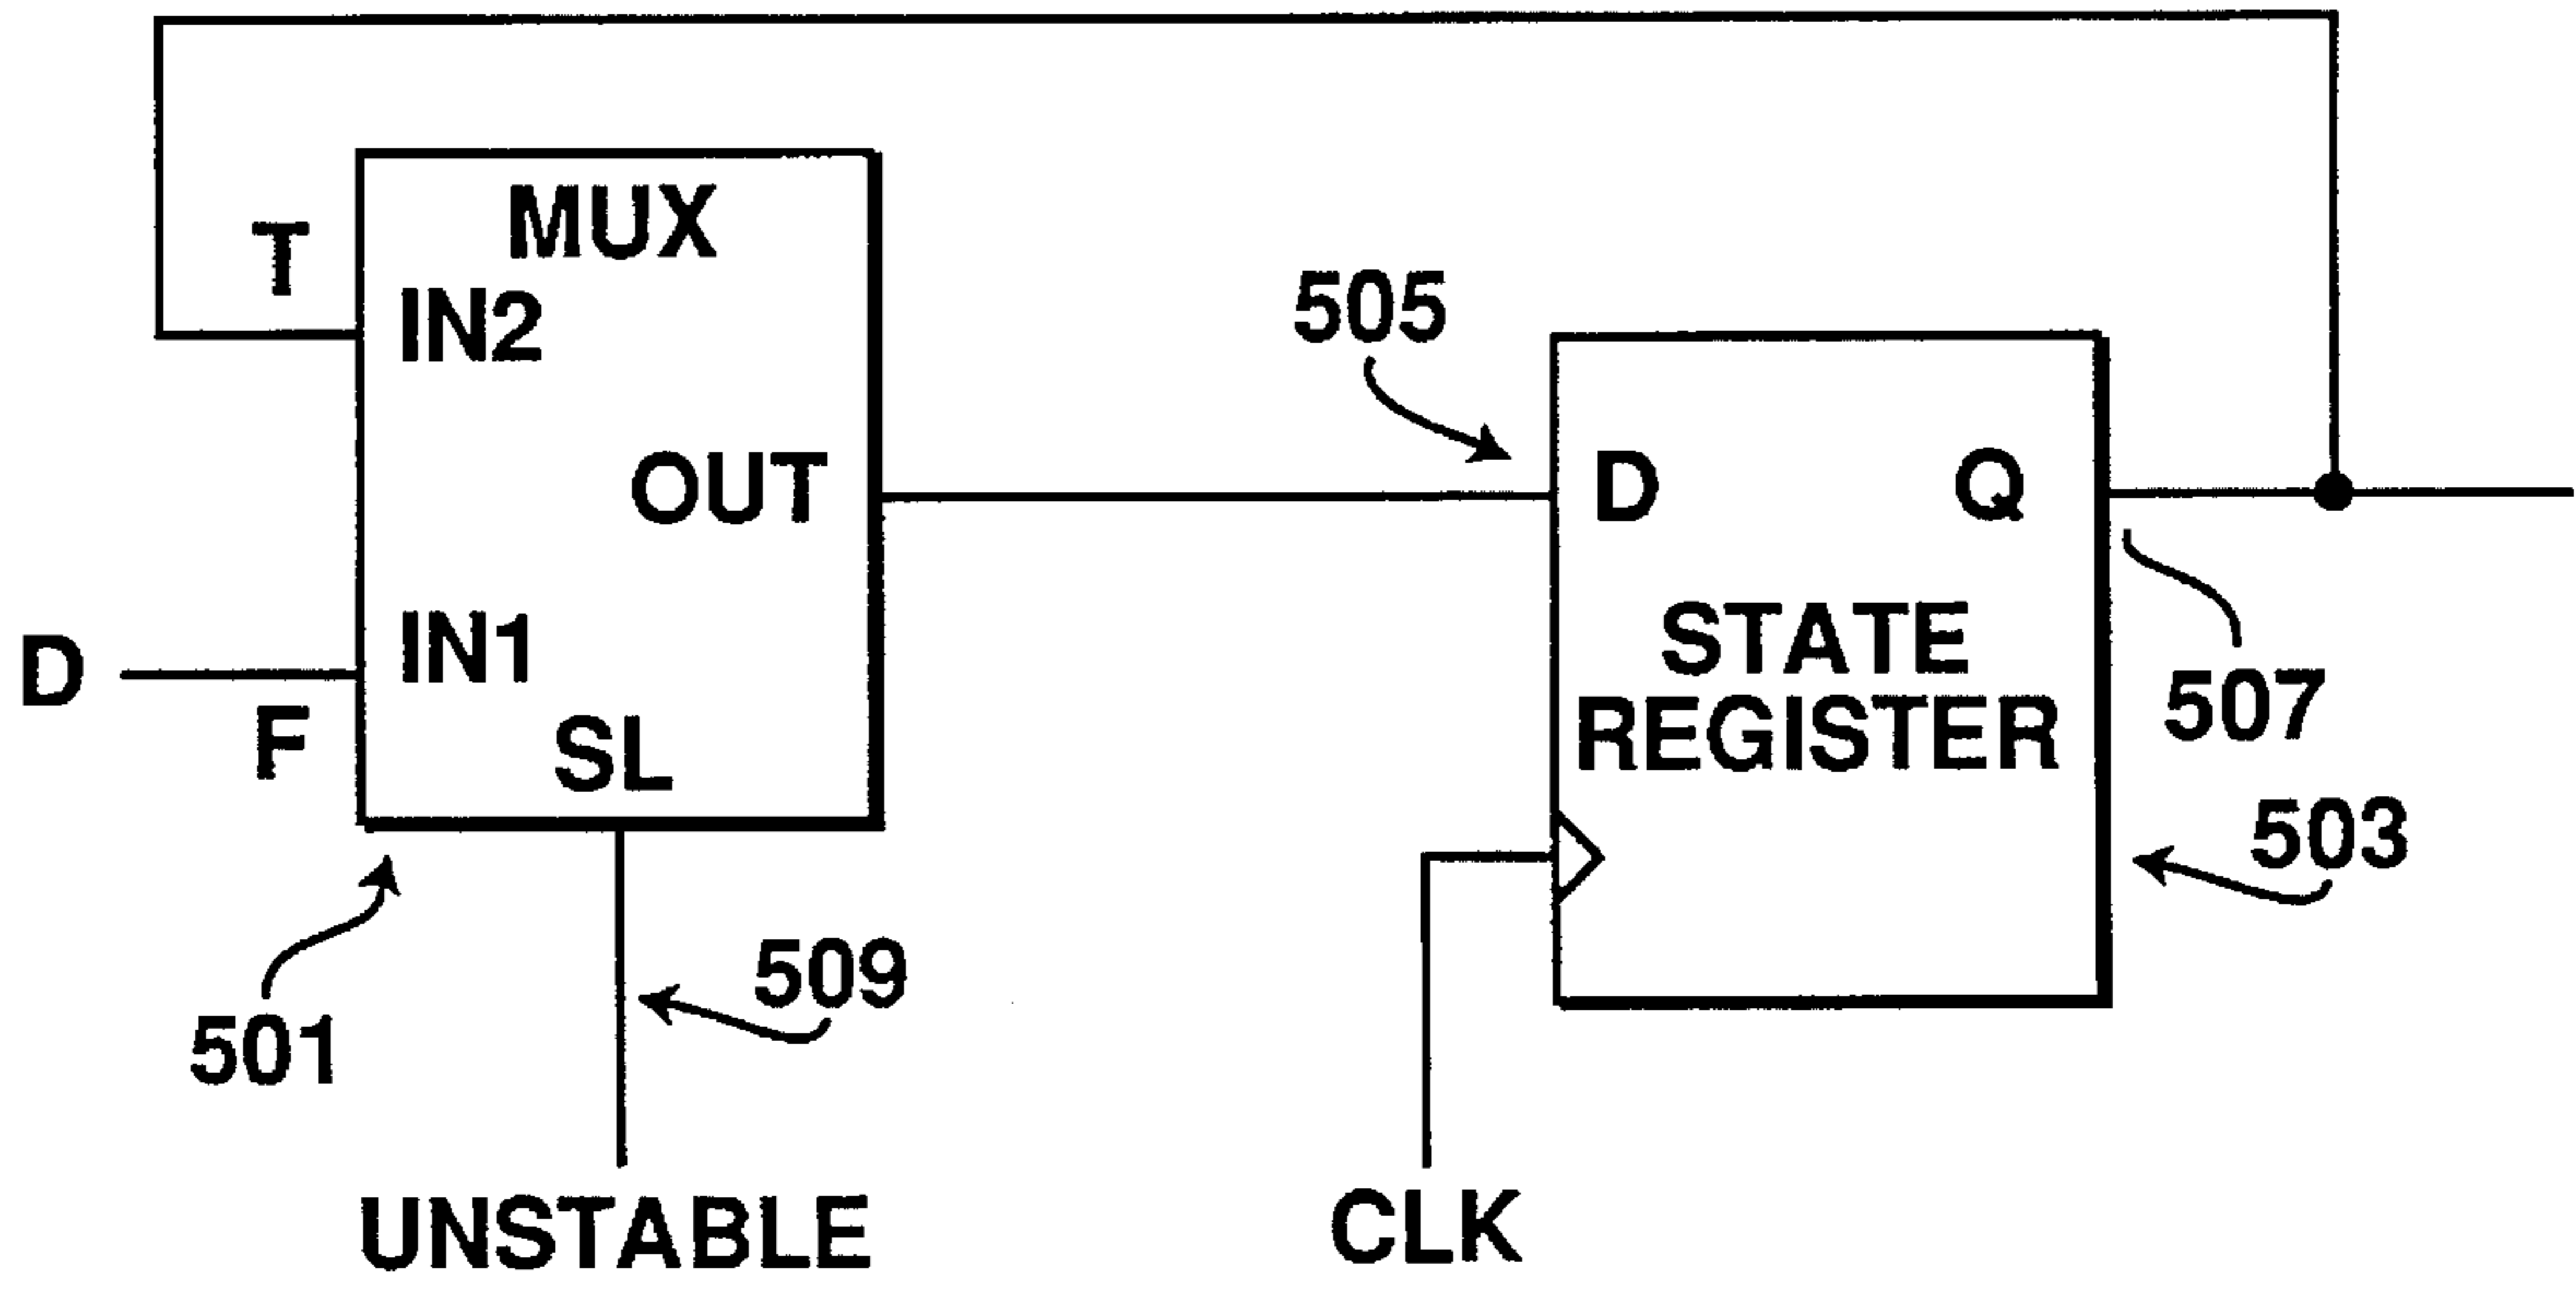 MUX
T
IN2
505
OUT
D
Q
IN1
D
F
SL
STATE
REGISTER
507
503
509
501
UNSTABLE
CLK